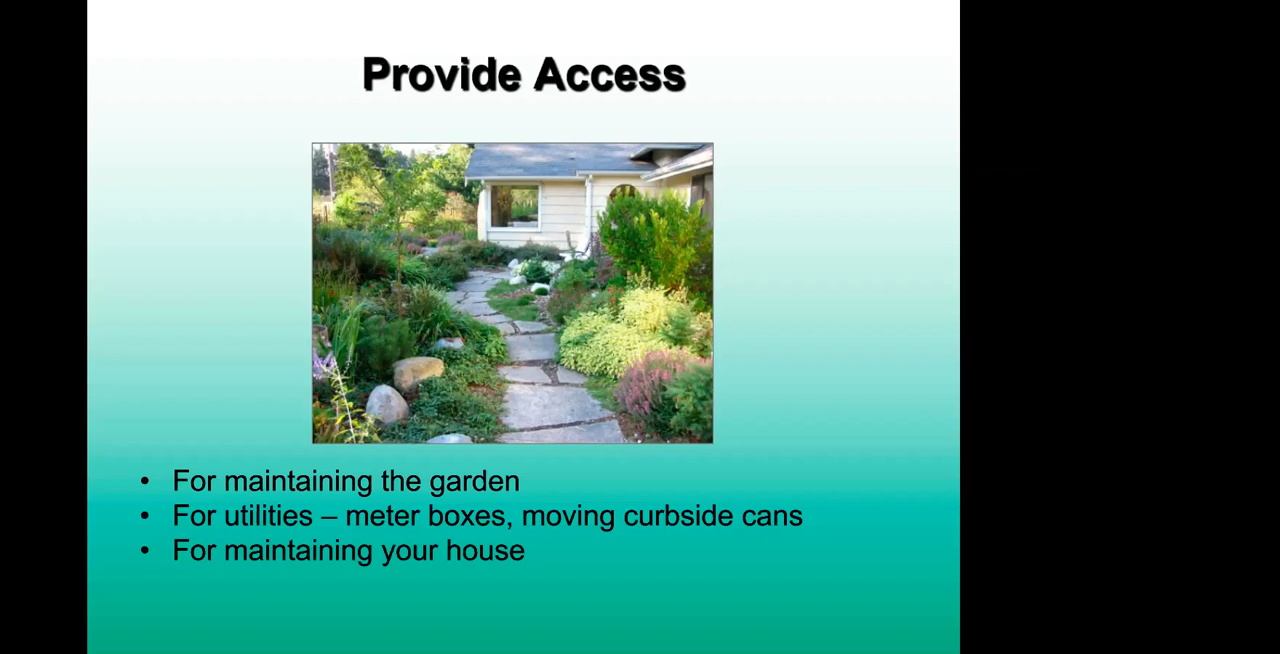 Provide Access
• For maintaining the garden
• For utilities – meter boxes, moving curbside cans
• For maintaining your house